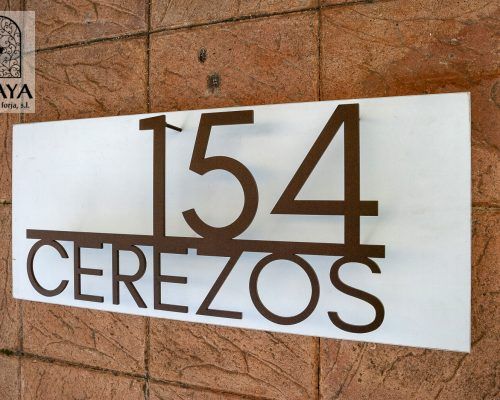 AYA
forja, s.l.
154
CEREZOS